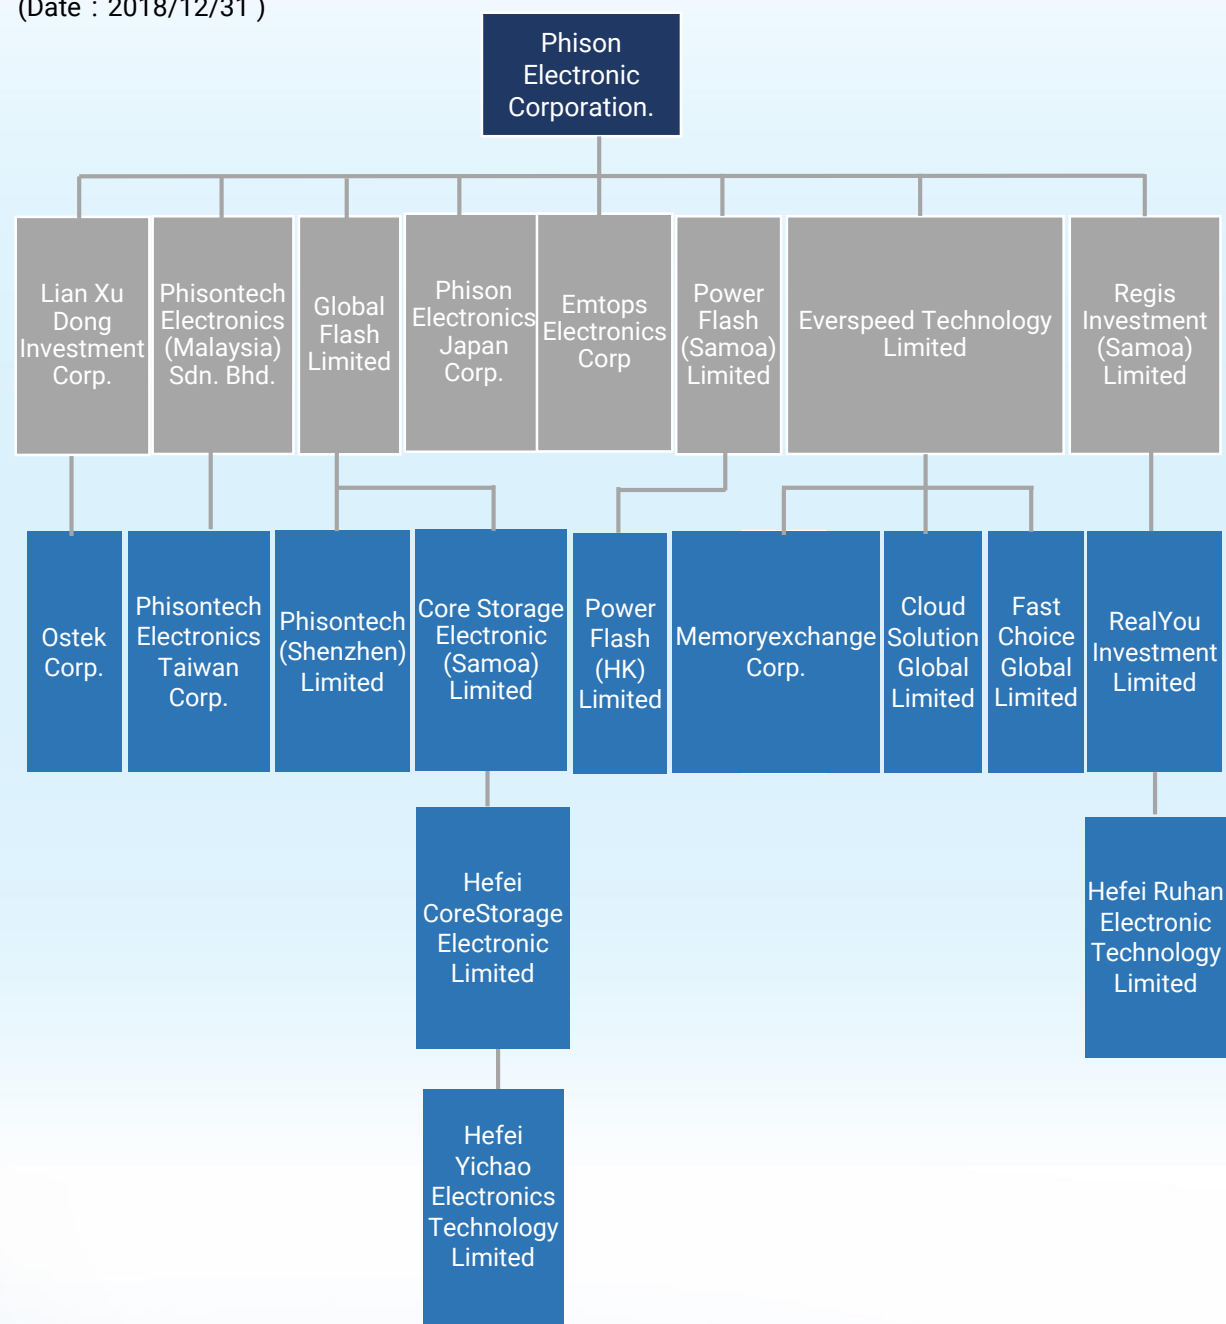 (Date：2018/12/31 )
Phison
Electronic
Corporation.
Lian Xu
Dong
Investment
Corp.
Phisontech
Electronics
(Malaysia)
Sdn. Bhd.
Global
Flash
Limited
Phison
Electronics
Japan
Corp.
Emtops
Electronics
Corp
Power
Flash
(Samoa)
Limited
Everspeed Technology
Limited
Regis
Investment
(Samoa)
Limited
Ostek
Corp.
Phisontech
Electronics
Taiwan
Corp.
Phisontech
(Shenzhen)
Limited
Core Storage
Electronic
(Samoa)
Limited
Power
Flash
(HK)
Limited
Memoryexchange
Corp.
Cloud
Solution
Global
Limited
Fast
Choice
Global
Limited
RealYou
Investment
Limited
Hefei
CoreStorage
Electronic
Limited
Hefei Ruhan
Electronic
Technology
Limited
Hefei
Yichao
Electronics
Technology
Limited